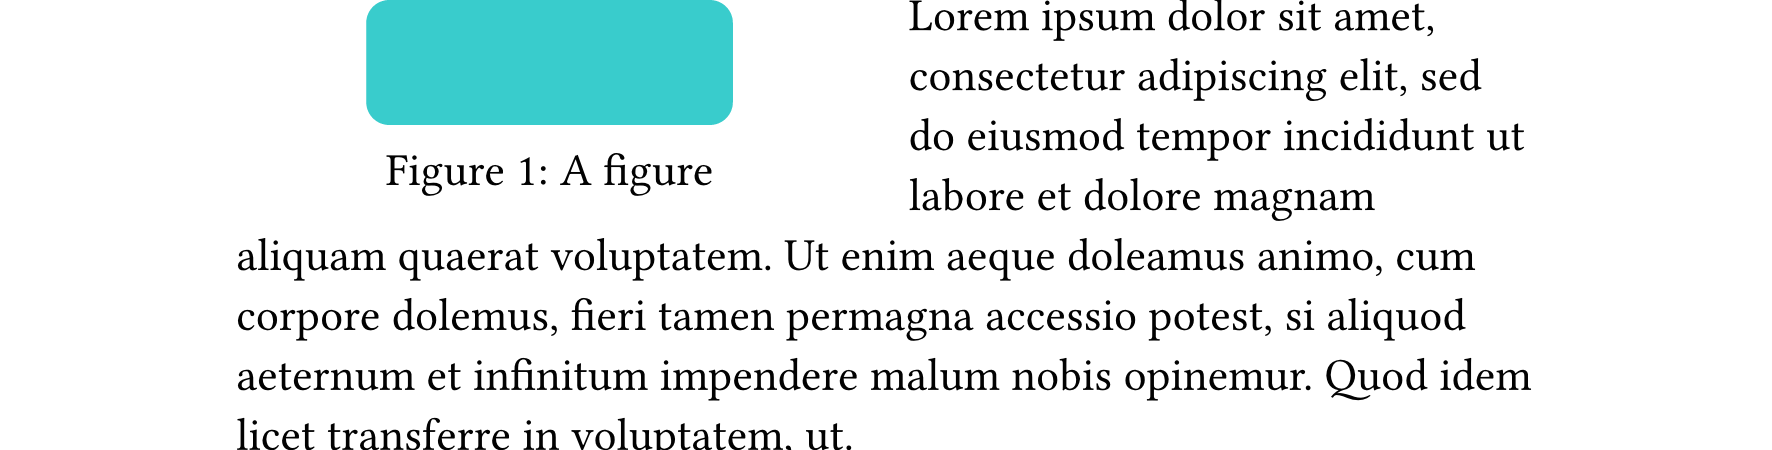 Figure 1: A figure
Lorem ipsum dolor sit amet,
consectetur adipiscing elit, sed
do eiusmod tempor incididunt ut
labore et dolore magnam
aliquam quaerat voluptatem. Ut enim aeque doleamus animo, cum
corpore dolemus, fieri tamen permagna accessio potest, si aliquod
aeternum et infinitum impendere malum nobis opinemur. Quod idem
licet transferre in voluptatem, ut.